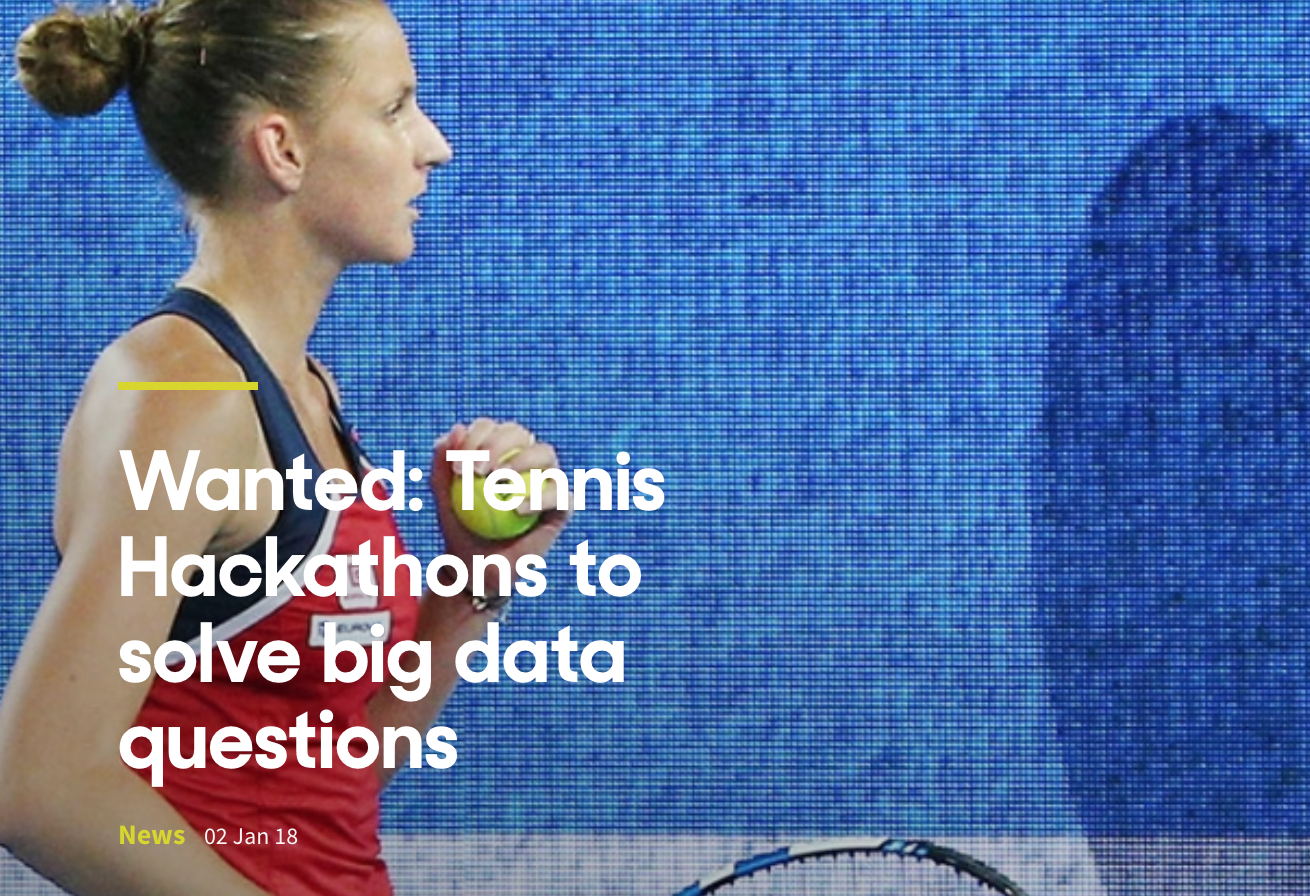 Wanted: Tennis
Hackathons to
solve big data
questions
News 02 Jan 18